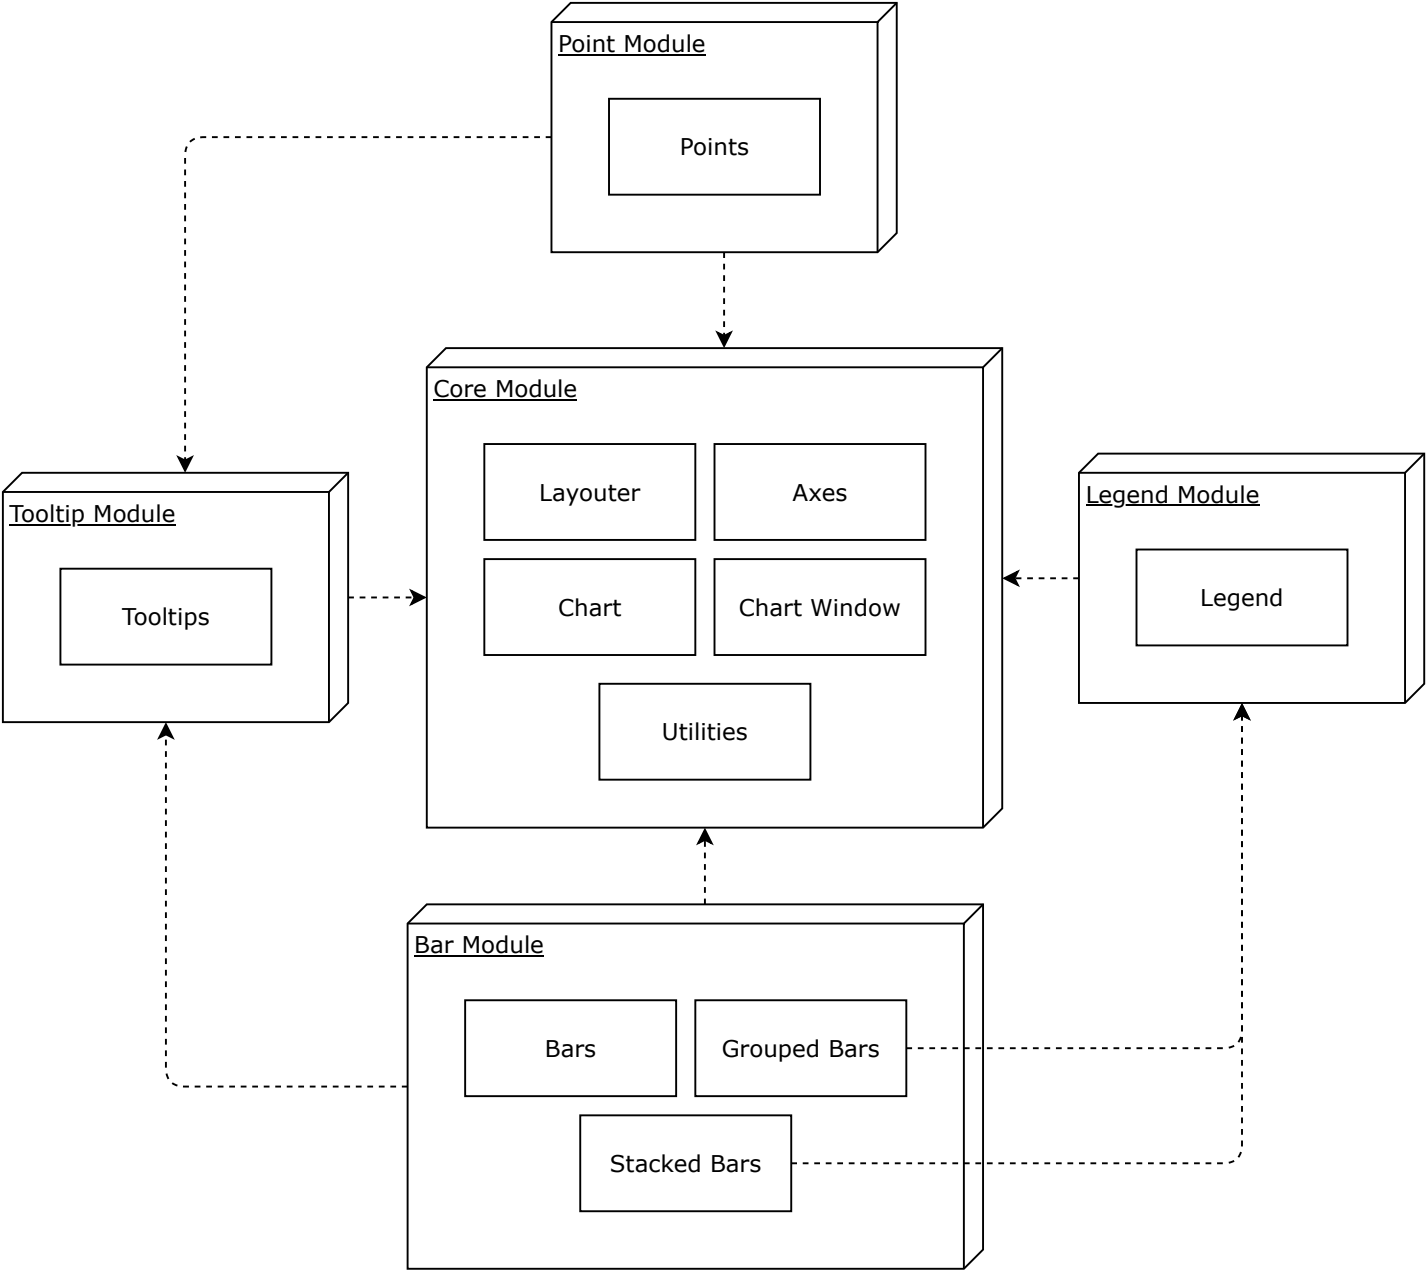 Point Module
Points
Core Module
Layouter
Axes
Chart
Chart Window
Utilities
Tooltip Module
Tooltips
Legend Module
Legend
Bar Module
Bars
Grouped Bars
Stacked Bars